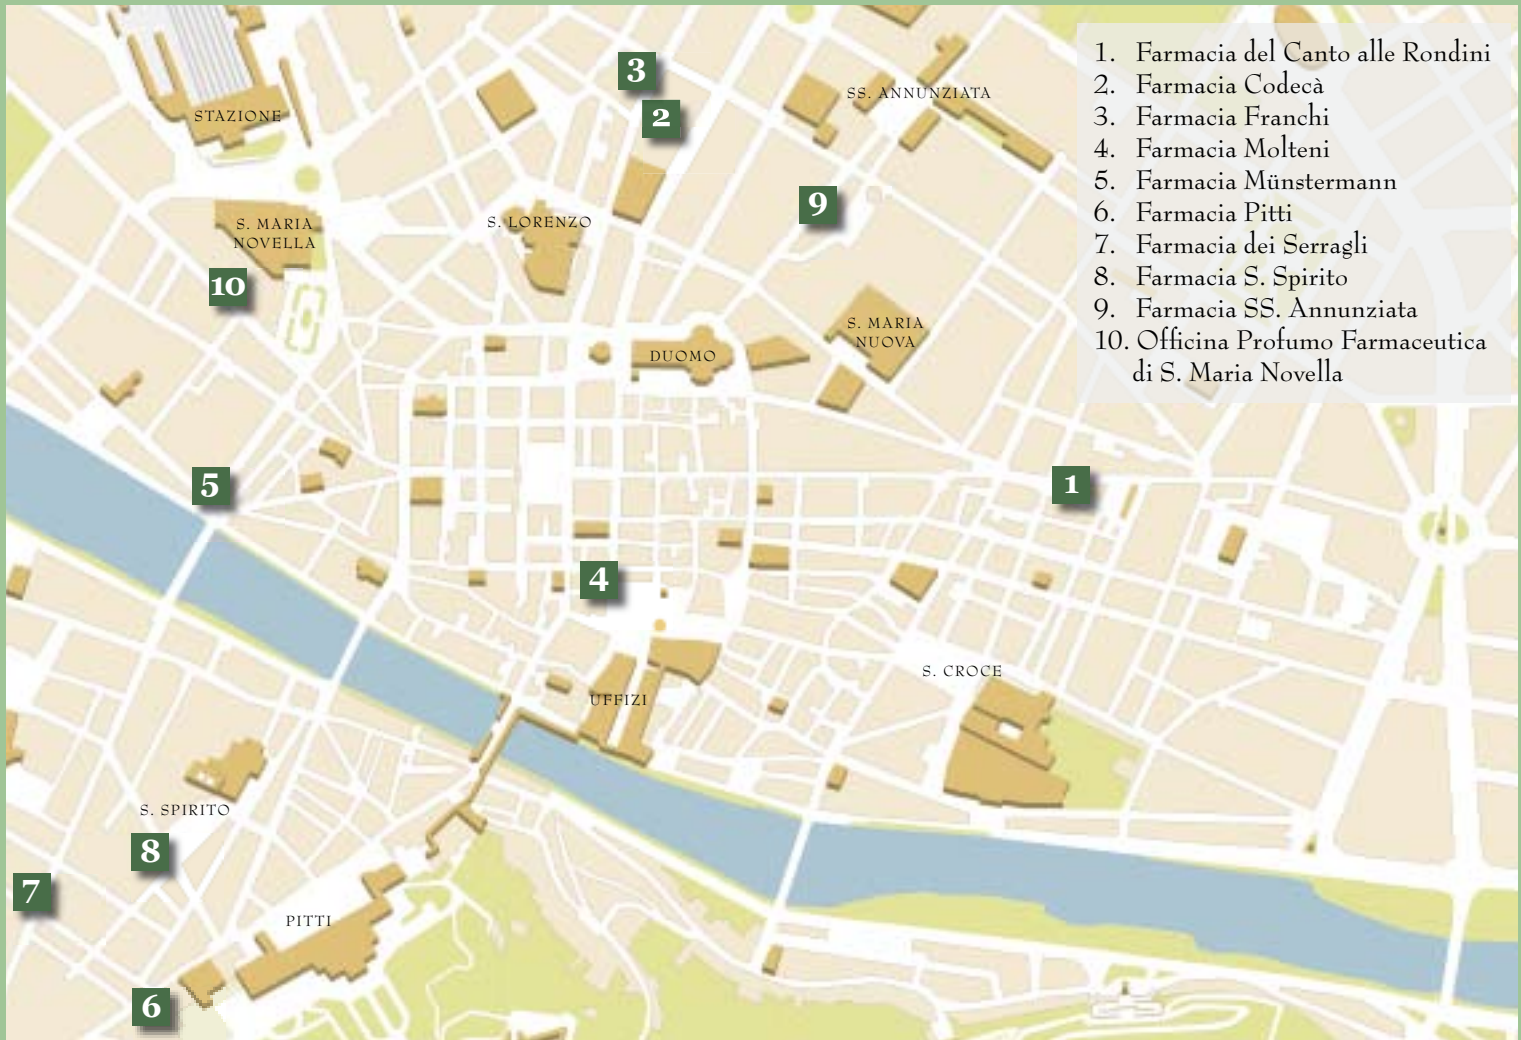 3
2
SS. ANNUNZIATA
STAZIONE
9
S. MARIA
NOVELLA
S. LORENZO
10
S. MARIA
NUOVA
DUOMO
5
1
4
S. CROCE
UFFIZI
S. SPIRITO
8
7
PITTI
6
1. Farmacia del Canto alle Rondini
2. Farmacia Codecà
3. Farmacia Franchi
4. Farmacia Molteni
5. Farmacia Münstermann
6. Farmacia Pitti
7. Farmacia dei Serragli
8. Farmacia S. Spirito
9. Farmacia SS. Annunziata
10. Officina Profumo Farmaceutica
di S. Maria Novella